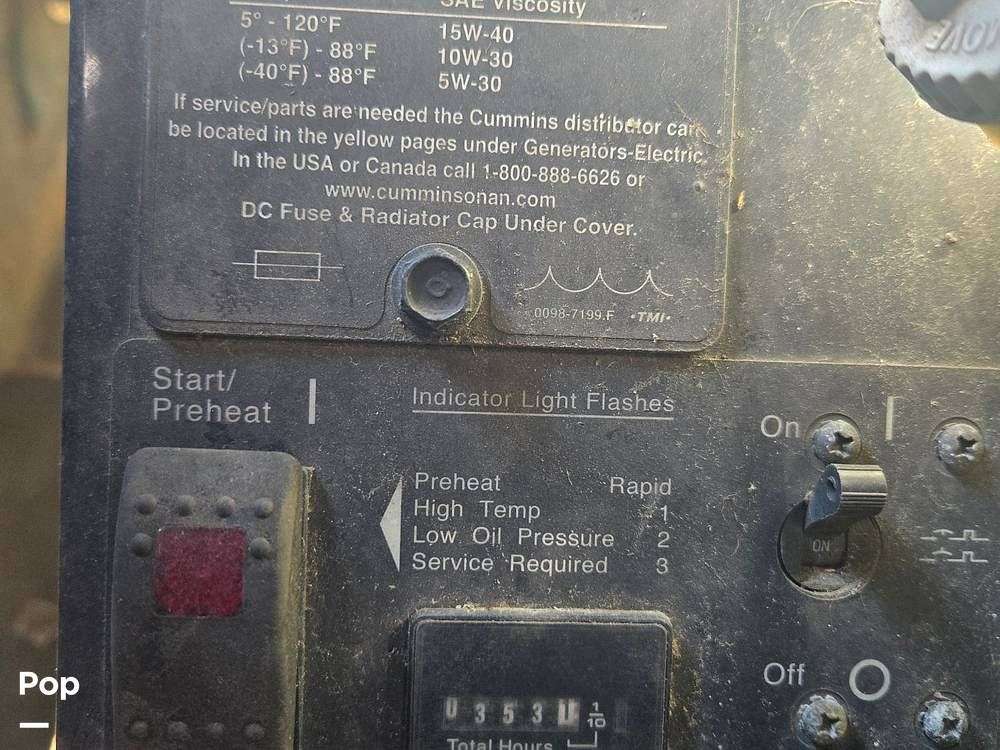 SAE Viscosity
5° - 120°F 15W-40
(-13°F) - 88°F 10W-30
(-40°F) - 88°F 5W-30
If service/parts are needed the Cummins distributor can
be located in the yellow pages under Generators-Electric.
In the USA or Canada call 1-800-888-6626 or
www.cumminsonan.com
DC Fuse & Radiator Cap Under Cover.
0098-7199.F •TMI•
Start/
Preheat
Indicator Light Flashes
Preheat Rapid
High Temp 1
Low Oil Pressure 2
Service Required 3
On
ON
Off
0353 1/10
Total Hours
Pop